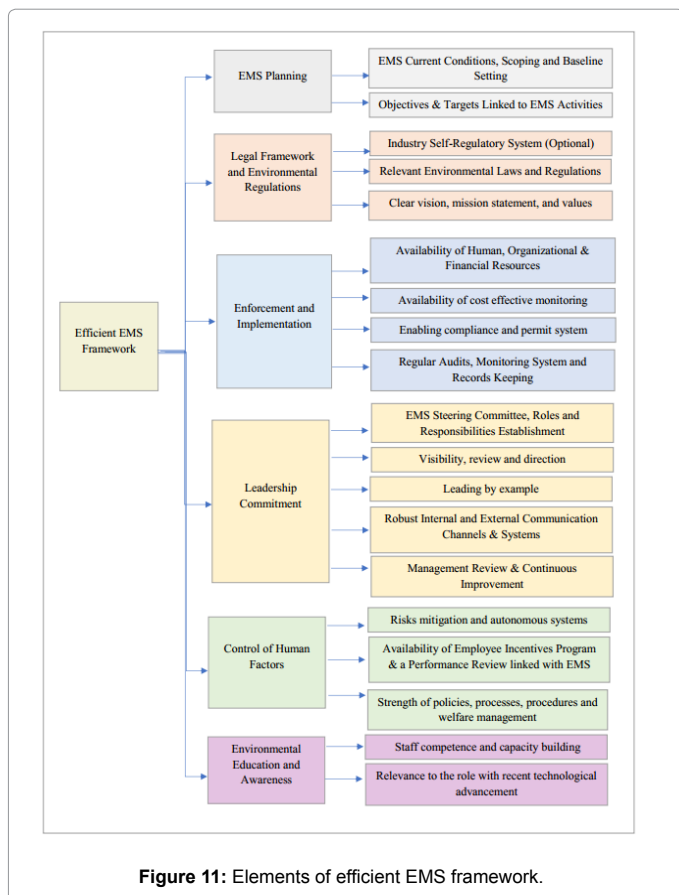 EMS Planning
EMS Current Conditions, Scoping and Baseline
Setting
Objectives & Targets Linked to EMS Activities
Legal Framework
and Environmental
Regulations
Industry Self-Regulatory System (Optional)
Relevant Environmental Laws and Regulations
Clear vision, mission statement, and values
Efficient EMS
Framework
Enforcement and
Implementation
Availability of Human, Organizational &
Financial Resources
Availability of cost effective monitoring
Enabling compliance and permit system
Regular Audits, Monitoring System and
Records Keeping
Leadership
Commitment
EMS Steering Committee, Roles and
Responsibilities Establishment
Visibility, review and direction
Leading by example
Robust Internal and External Communication
Channels & Systems
Management Review & Continuous
Improvement
Control of Human
Factors
Risks mitigation and autonomous systems
Availability of Employee Incentives Program
& a Performance Review linked with EMS
Strength of policies, processes, procedures and
welfare management
Environmental
Education and
Awareness
Staff competence and capacity building
Relevance to the role with recent technological
advancement
Figure 11: Elements of efficient EMS framework.